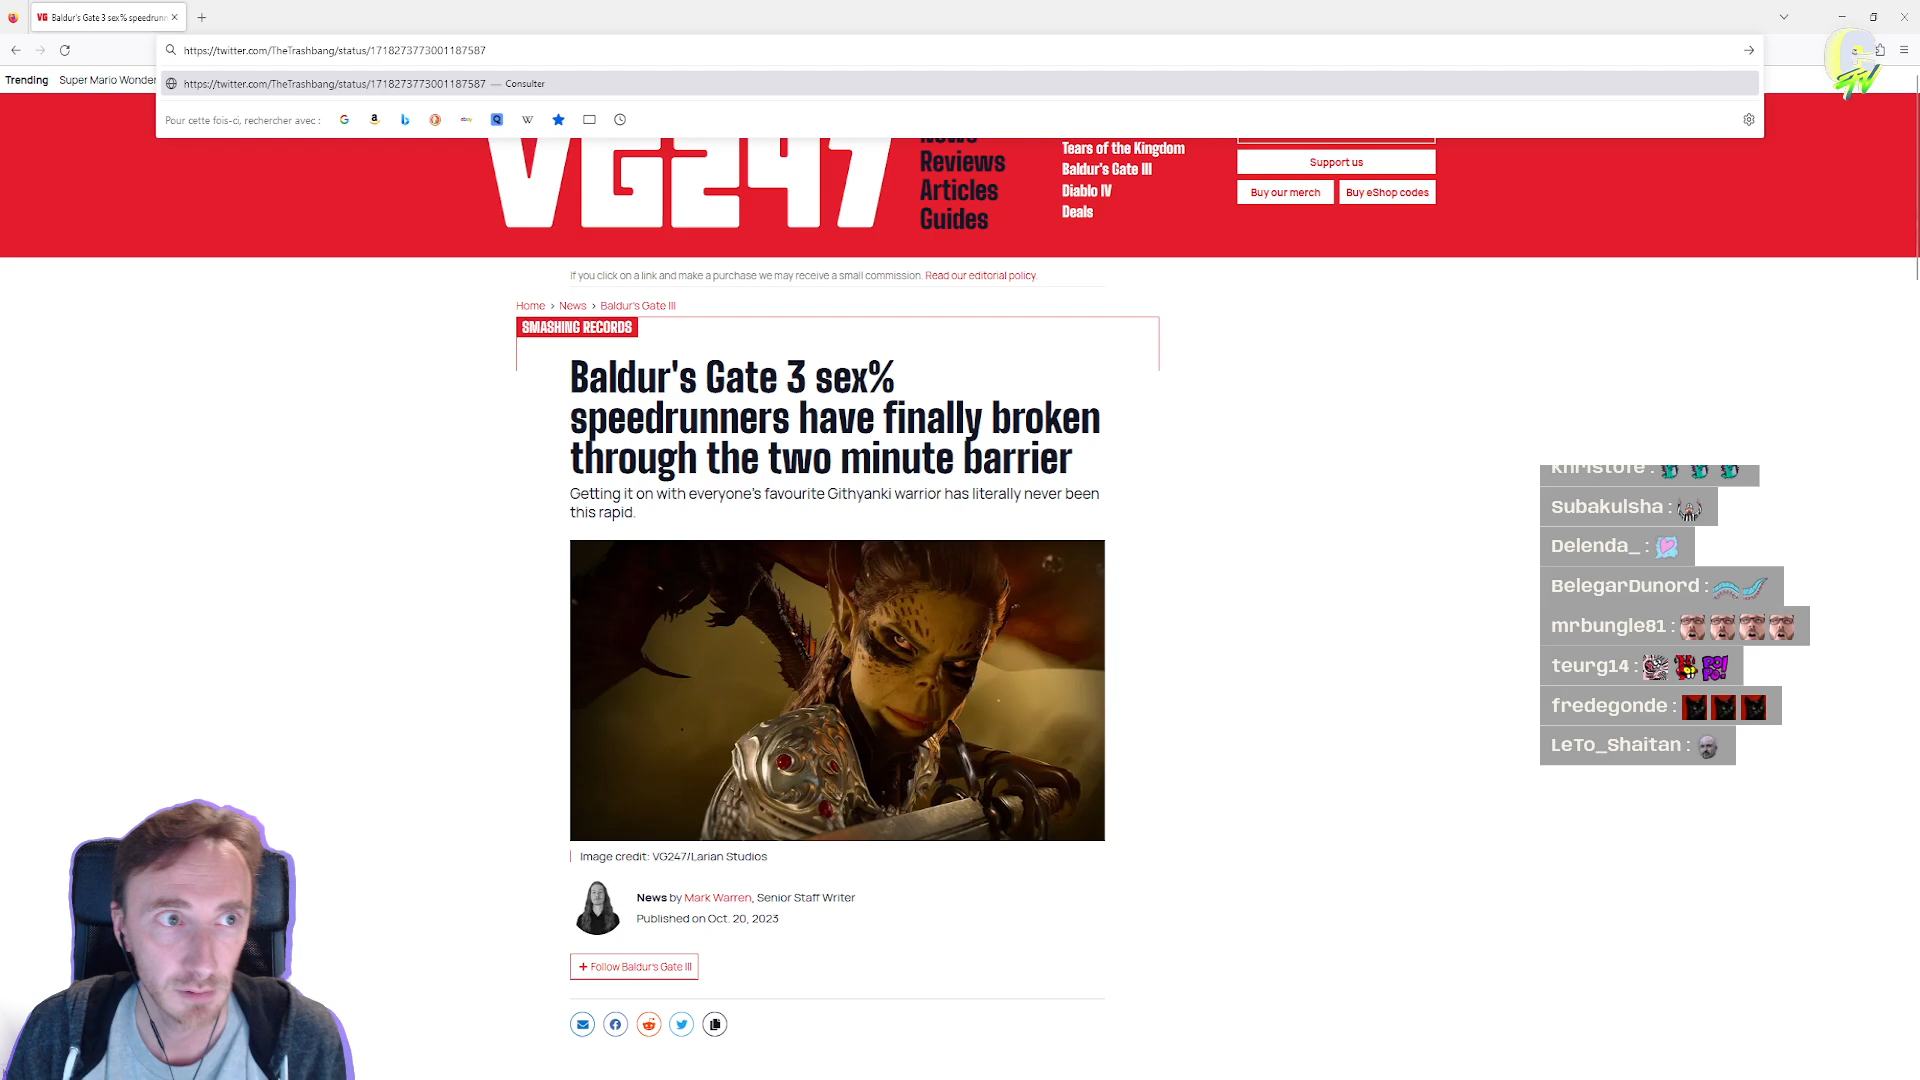 VG Baldur's Gate 3 sex% speedrunn
https://twitter.com/TheTrashbang/status/1718273773001187587
https://twitter.com/TheTrashbang/status/1718273773001187587 — Consulter
Pour cette fois-ci, rechercher avec :
Trending Super Mario Wonder
VG247
News
Reviews
Articles
Guides
Tears of the Kingdom
Baldur's Gate III
Diablo IV
Deals
Support us
Buy our merch
Buy eShop codes
If you click on a link and make a purchase we may receive a small commission. Read our editorial policy.
Home > News > Baldur's Gate III
SMASHING RECORDS
Baldur's Gate 3 sex%
speedrunners have finally broken
through the two minute barrier
Getting it on with everyone's favourite Githyanki warrior has literally never been
this rapid.
Image credit: VG247/Larian Studios
News by Mark Warren, Senior Staff Writer
Published on Oct. 20, 2023
+ Follow Baldur's Gate III
Khristofe :
Subakulsha :
Delenda_ :
BelegarDunord :
mrbungle81 :
teurg14 :
fredegonde :
LeTo_Shaitan :